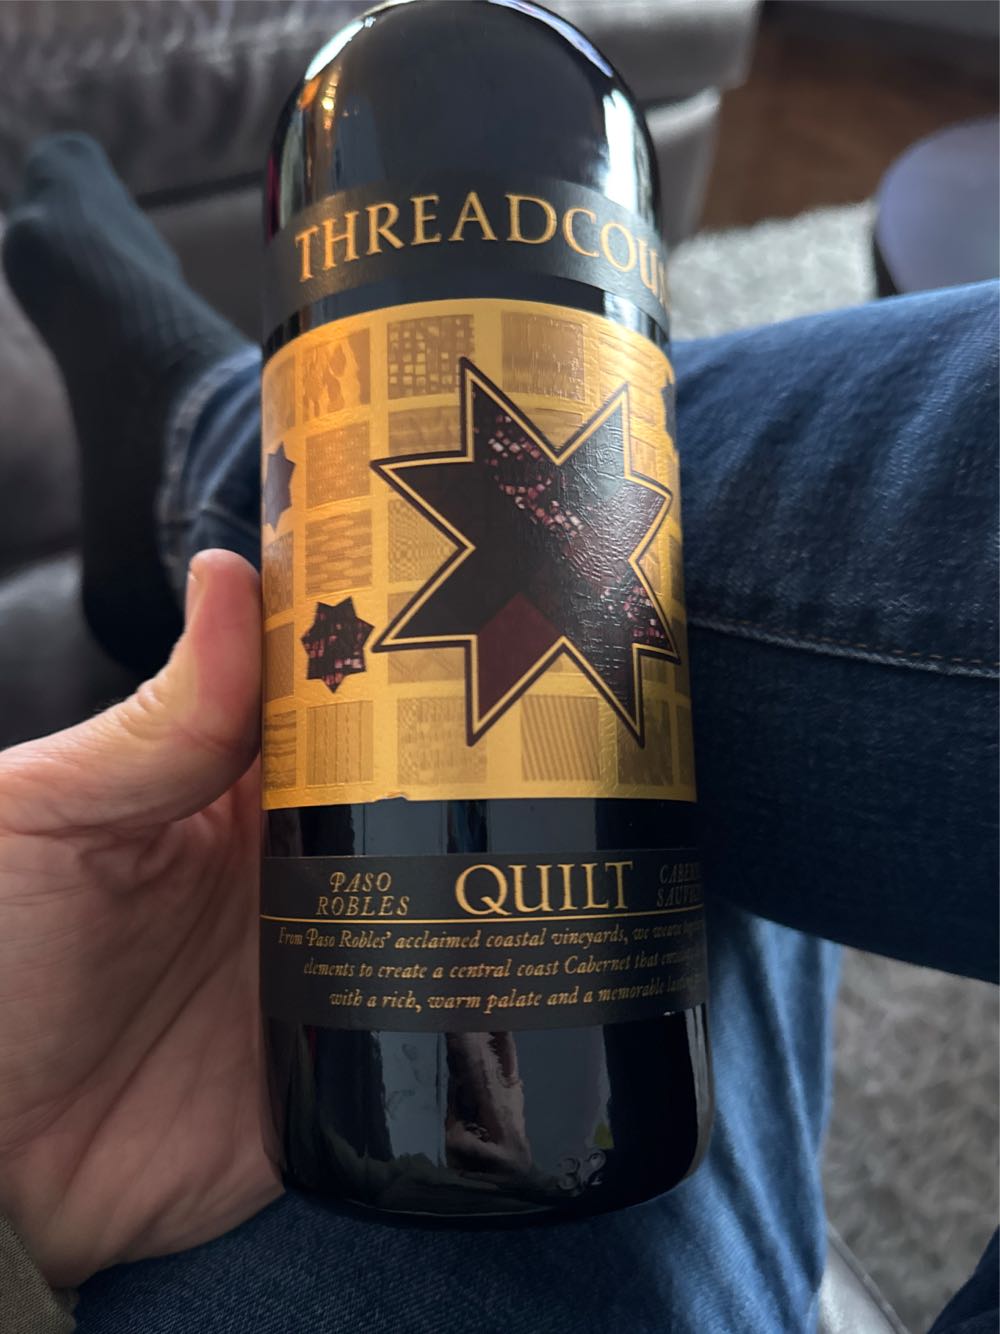 THREADCOU
PASO
ROBLES
QUILT
From Paso Robles' acclaimed coastal vineyards, we weave
elements to create a central coast Cabernet that
with a rich, warm palate and a memorable
32